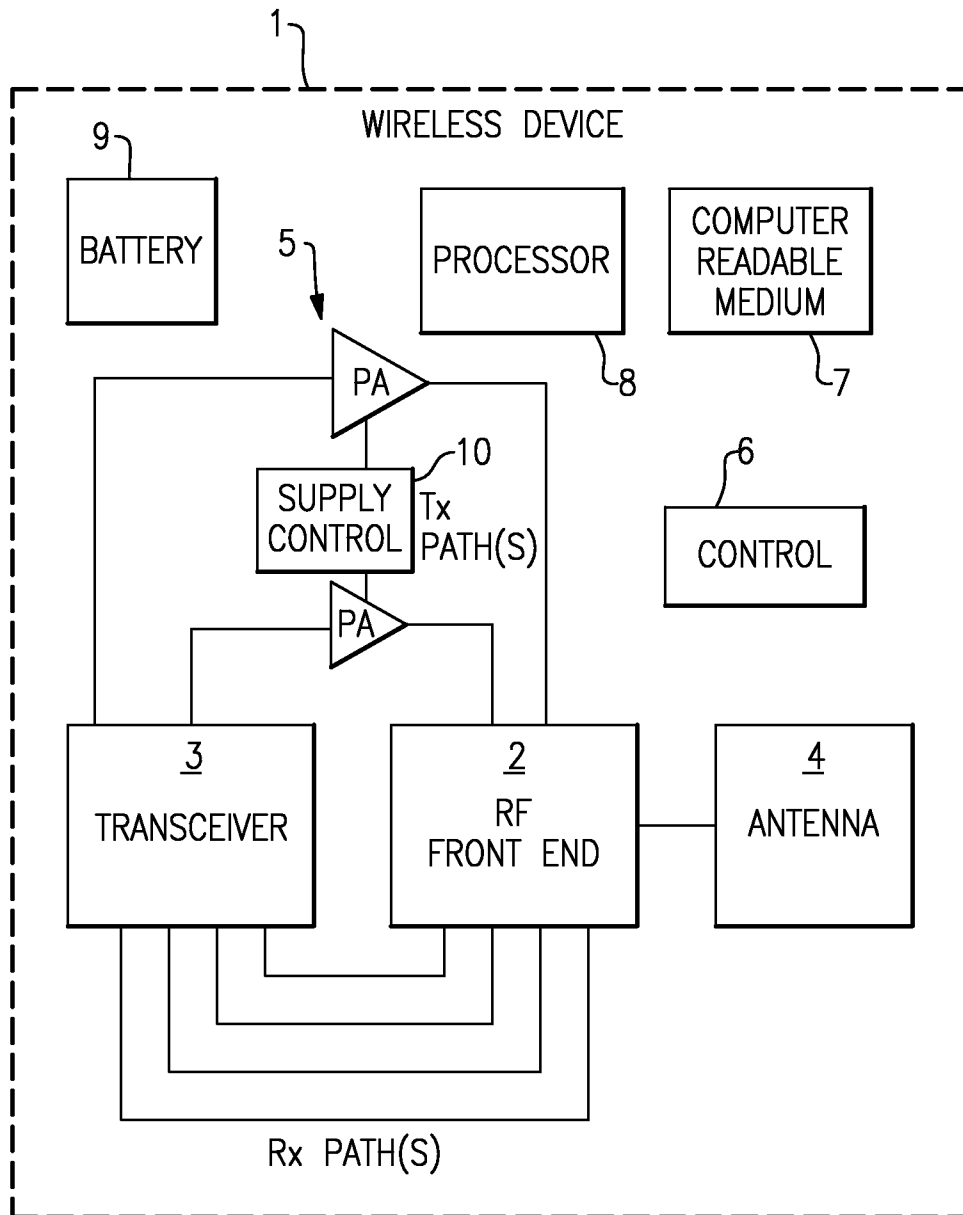 1
WIRELESS DEVICE
9
BATTERY
5
PROCESSOR
8
COMPUTER
READABLE
MEDIUM
7
PA
10
SUPPLY
CONTROL
Tx
PATH(S)
6
CONTROL
PA
3
TRANSCEIVER
2
RF
FRONT END
4
ANTENNA
Rx PATH(S)